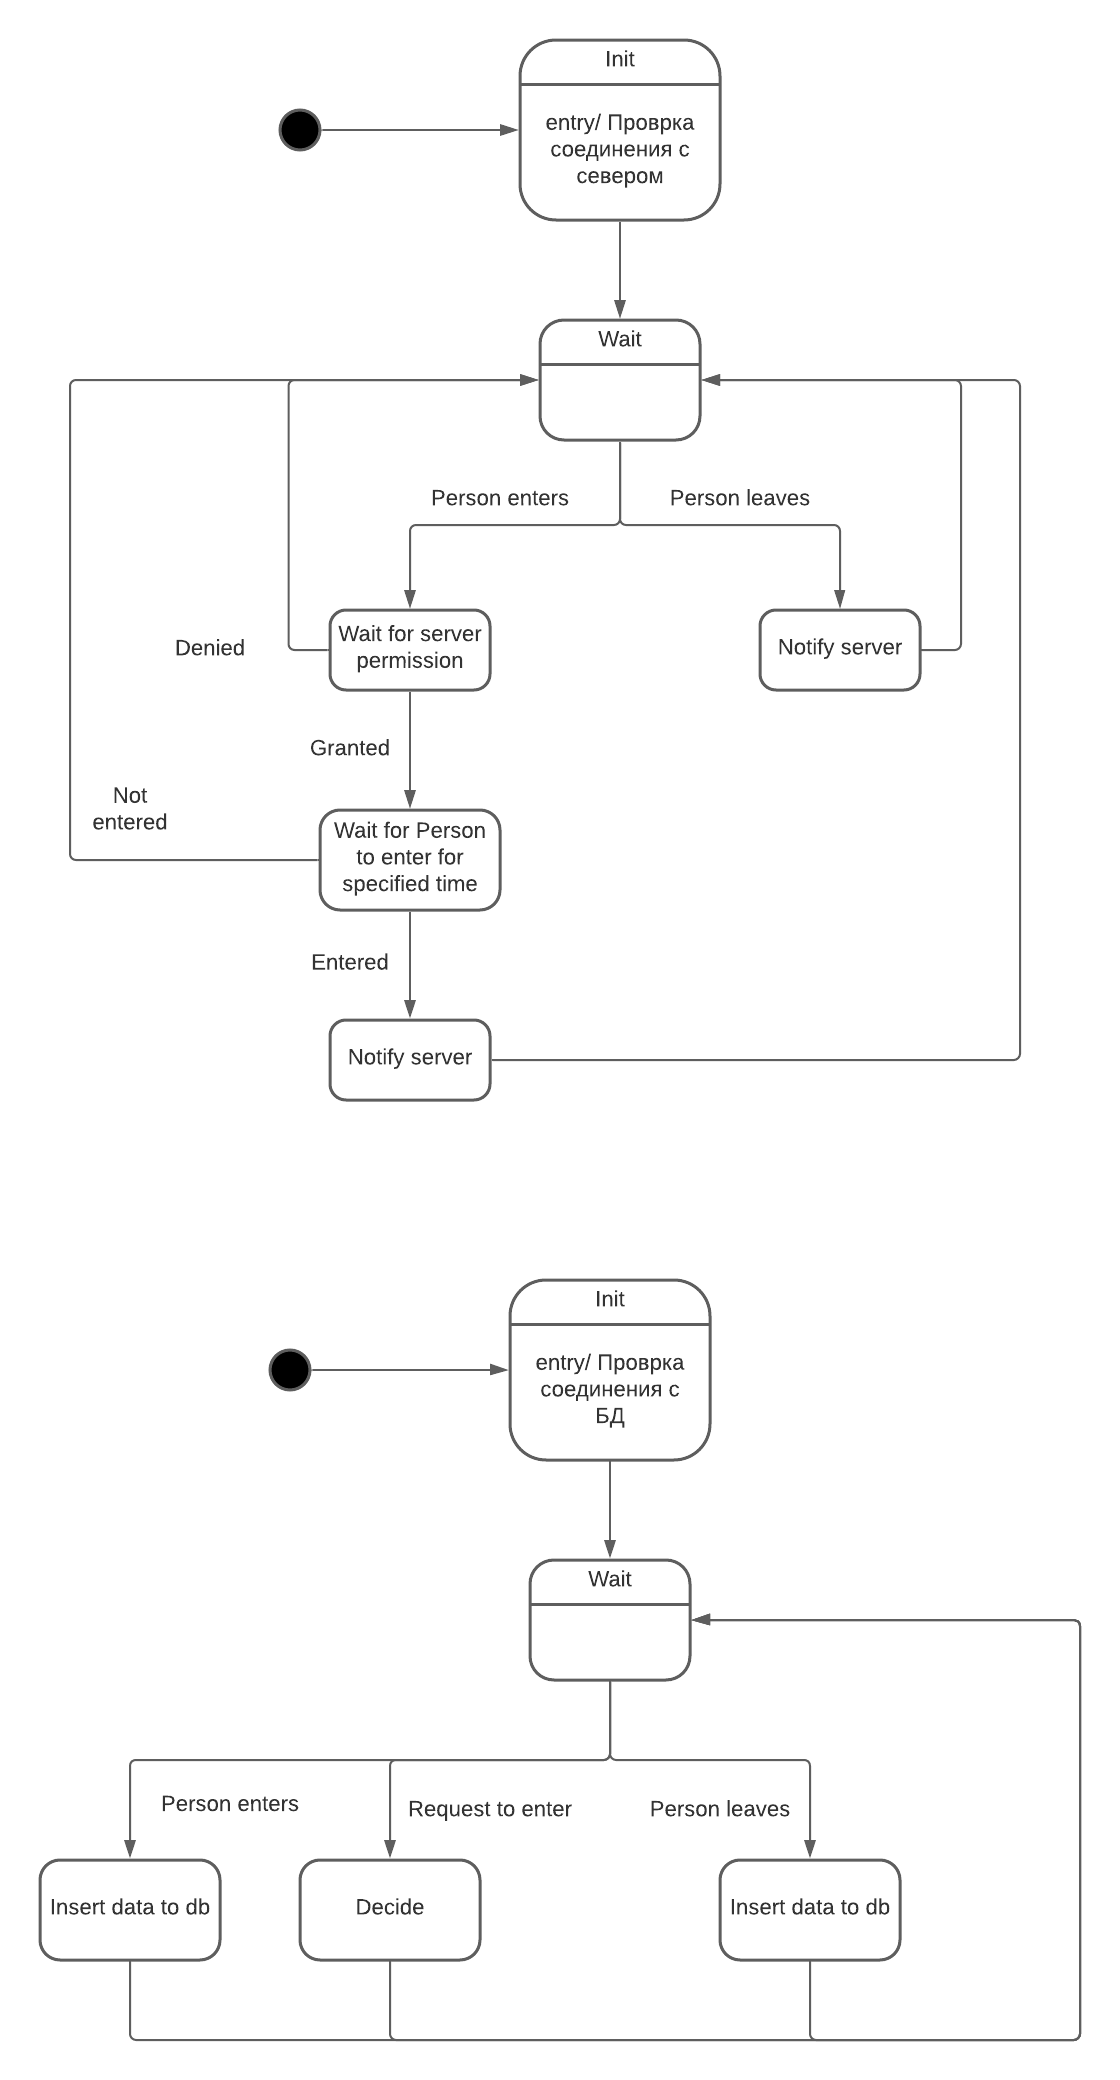 Init
entry/ Проврка
соединения с
севером
Wait
Person enters
Person leaves
Wait for server
permission
Notify server
Denied
Granted
Not
entered
Wait for Person
to enter for
specified time
Entered
Notify server
Init
entry/ Проврка
соединения с
БД
Wait
Person enters
Request to enter
Person leaves
Insert data to db
Decide
Insert data to db